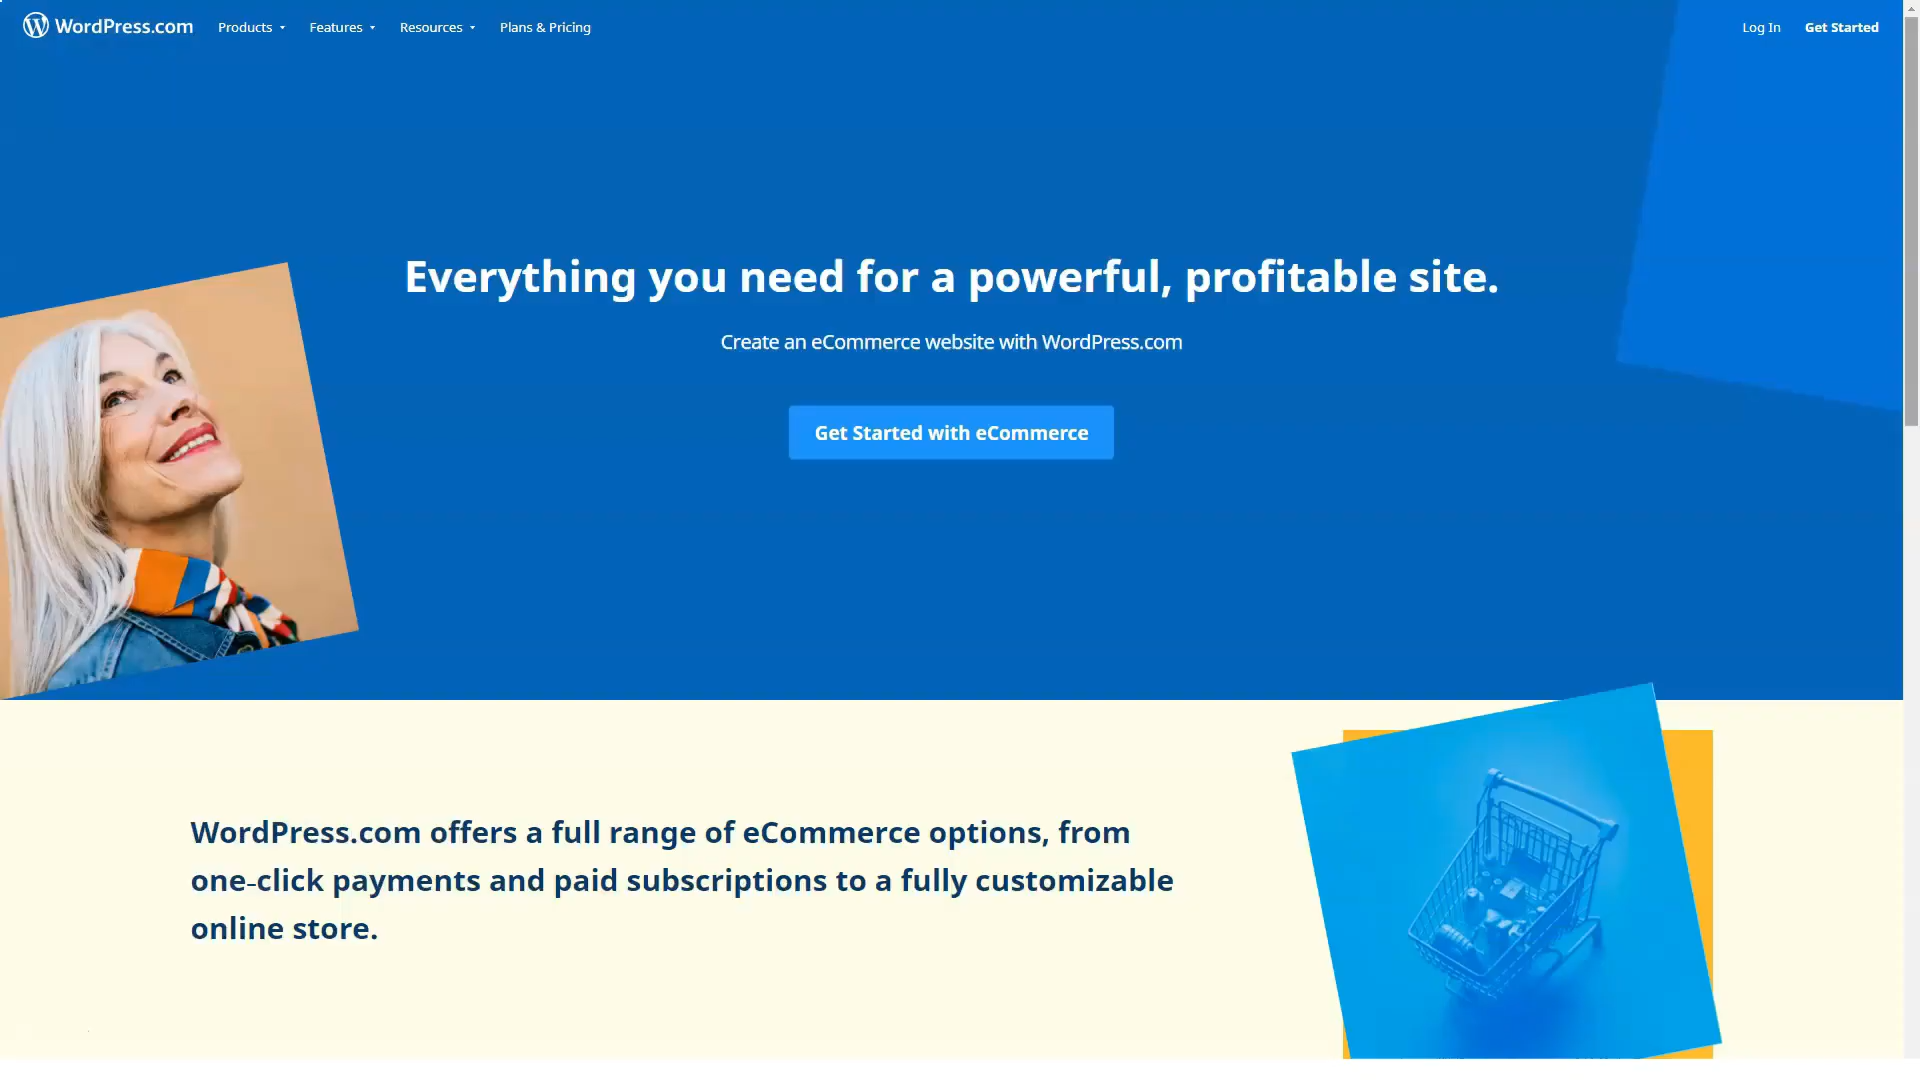 WordPress.com
Products
Features
Resources
Plans & Pricing
Log In
Get Started
Everything you need for a powerful, profitable site.
Create an eCommerce website with WordPress.com
Get Started with eCommerce
WordPress.com offers a full range of eCommerce options, from
one-click payments and paid subscriptions to a fully customizable
online store.